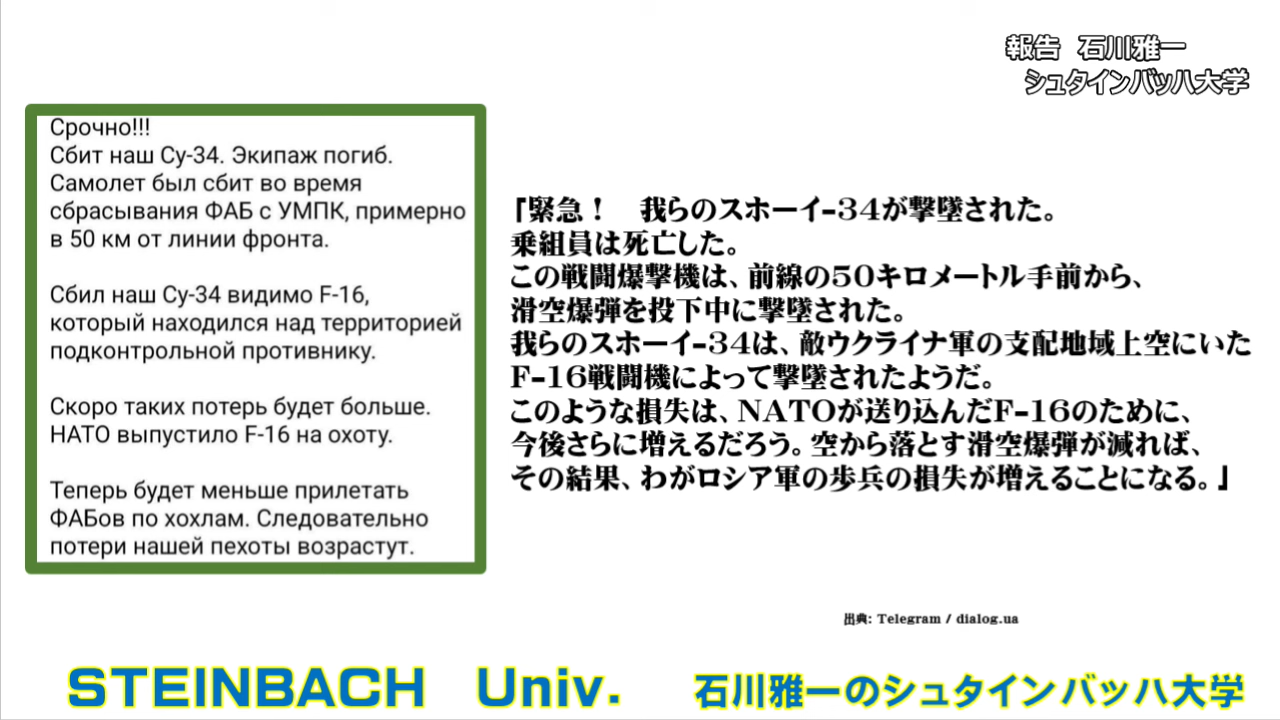 報告 石川雅一
シュタインバッハ大学
Срочно!!!
Сбит наш Су-34. Экипаж погиб.
Самолет был сбит во время
сбрасывания ФАБ с УМПК, примерно
в 50 км от линии фронта.
Сбил наш Су-34 видимо F-16,
который находился над территорией
подконтрольной противнику.
Скоро таких потерь будет больше.
НАТО выпустило F-16 на охоту.
Теперь будет меньше прилетать
ФАБов по хохлам. Следовательно
потери нашей пехоты возрастут.
「緊急！ 我らのスホーイ-34が撃墜された。
乗組員は死亡した。
この戦闘爆撃機は、前線の50キロメートル手前から、
滑空爆弾を投下中に撃墜された。
我らのスホーイ-34は、敵ウクライナ軍の支配地域上空にいた
F-16戦闘機によって撃墜されたようだ。
このような損失は、NATOが送り込んだF-16のために、
今後さらに増えるだろう。空から落とす滑空爆弾が減れば、
その結果、わがロシア軍の歩兵の損失が増えることになる。」
出典: Telegram / dialog.ua
STEINBACH Univ. 石川雅一のシュタインバッハ大学